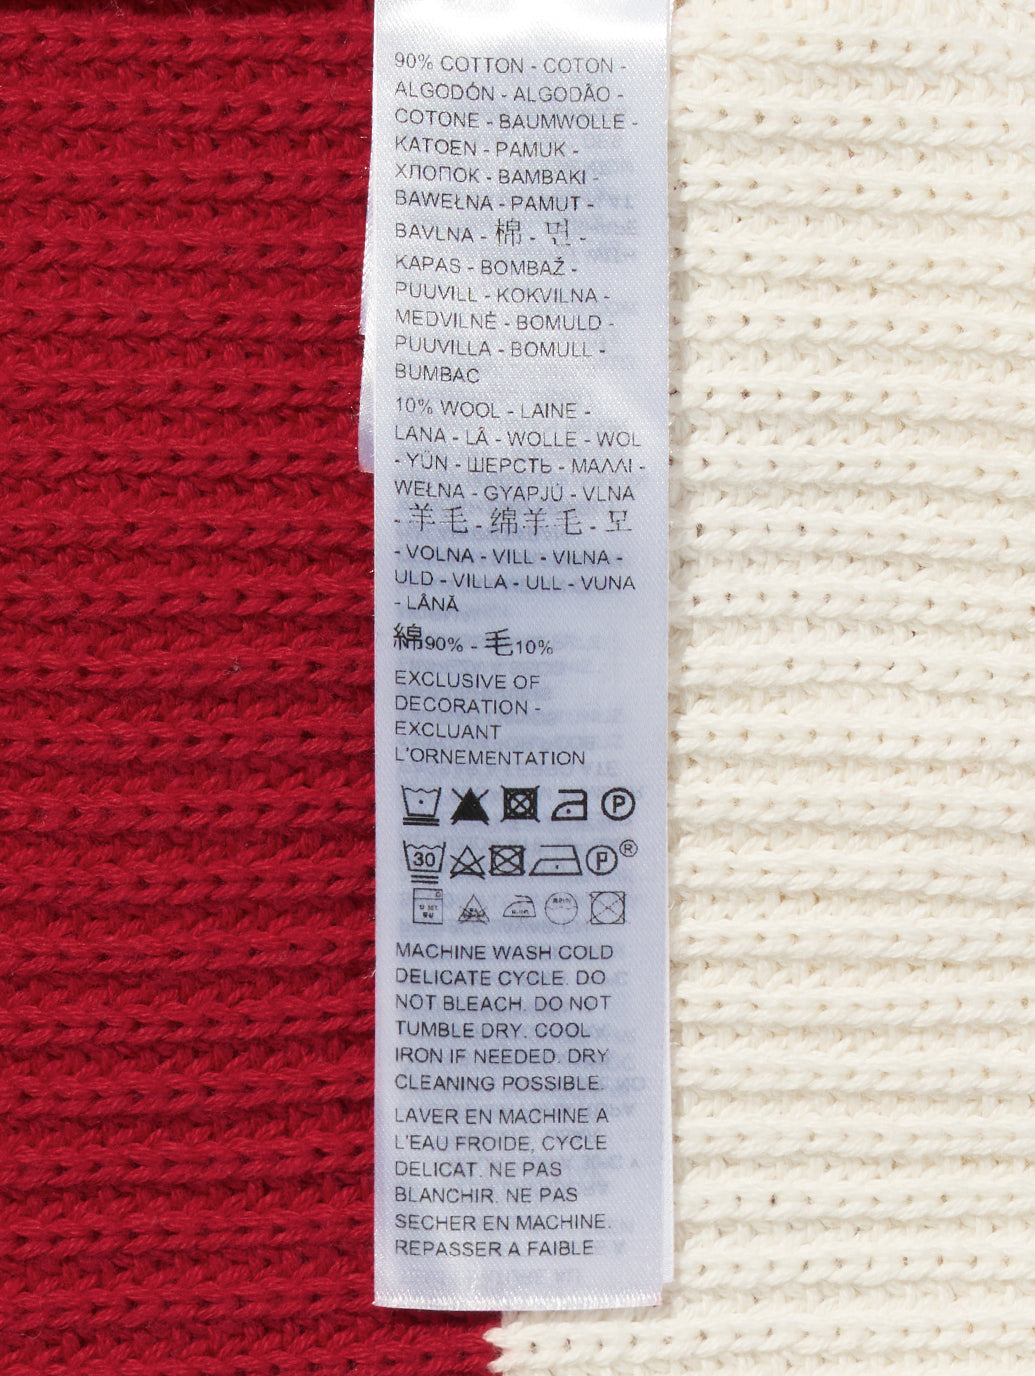 90% COTTON - COTON -
ALGODÓN - ALGODÃO -
COTONE - BAUMWOLLE -
KATOEN - PAMUK -
ХЛОПОК - BAMBAKI -
BAWEŁNA - PAMUT -
BAVLNA - 棉 - 면 -
KAPAS - BOMBAŽ -
PUUVILL - KOKVILNA -
MEDVILNĖ - BOMULD -
PUUVILLA - BOMULL -
BUMBAC
10% WOOL - LAINE -
LANA - LÃ - WOLLE - WOL
- YÜN - ШЕРСТЬ - ΜΑΛΛΙ -
WEŁNA - GYAPJÚ - VLNA
- 羊毛 - 绵羊毛 - 모
- VOLNA - VILL - VILNA -
ULD - VILLA - ULL - VUNA
- LÂNĂ
綿90% - 毛10%
EXCLUSIVE OF
DECORATION -
EXCLUANT
L'ORNEMENTATION
P
30 P ®
MACHINE WASH COLD
DELICATE CYCLE. DO
NOT BLEACH. DO NOT
TUMBLE DRY. COOL
IRON IF NEEDED. DRY
CLEANING POSSIBLE.
LAVER EN MACHINE A
L'EAU FROIDE, CYCLE
DELICAT. NE PAS
BLANCHIR. NE PAS
SECHER EN MACHINE.
REPASSER A FAIBLE